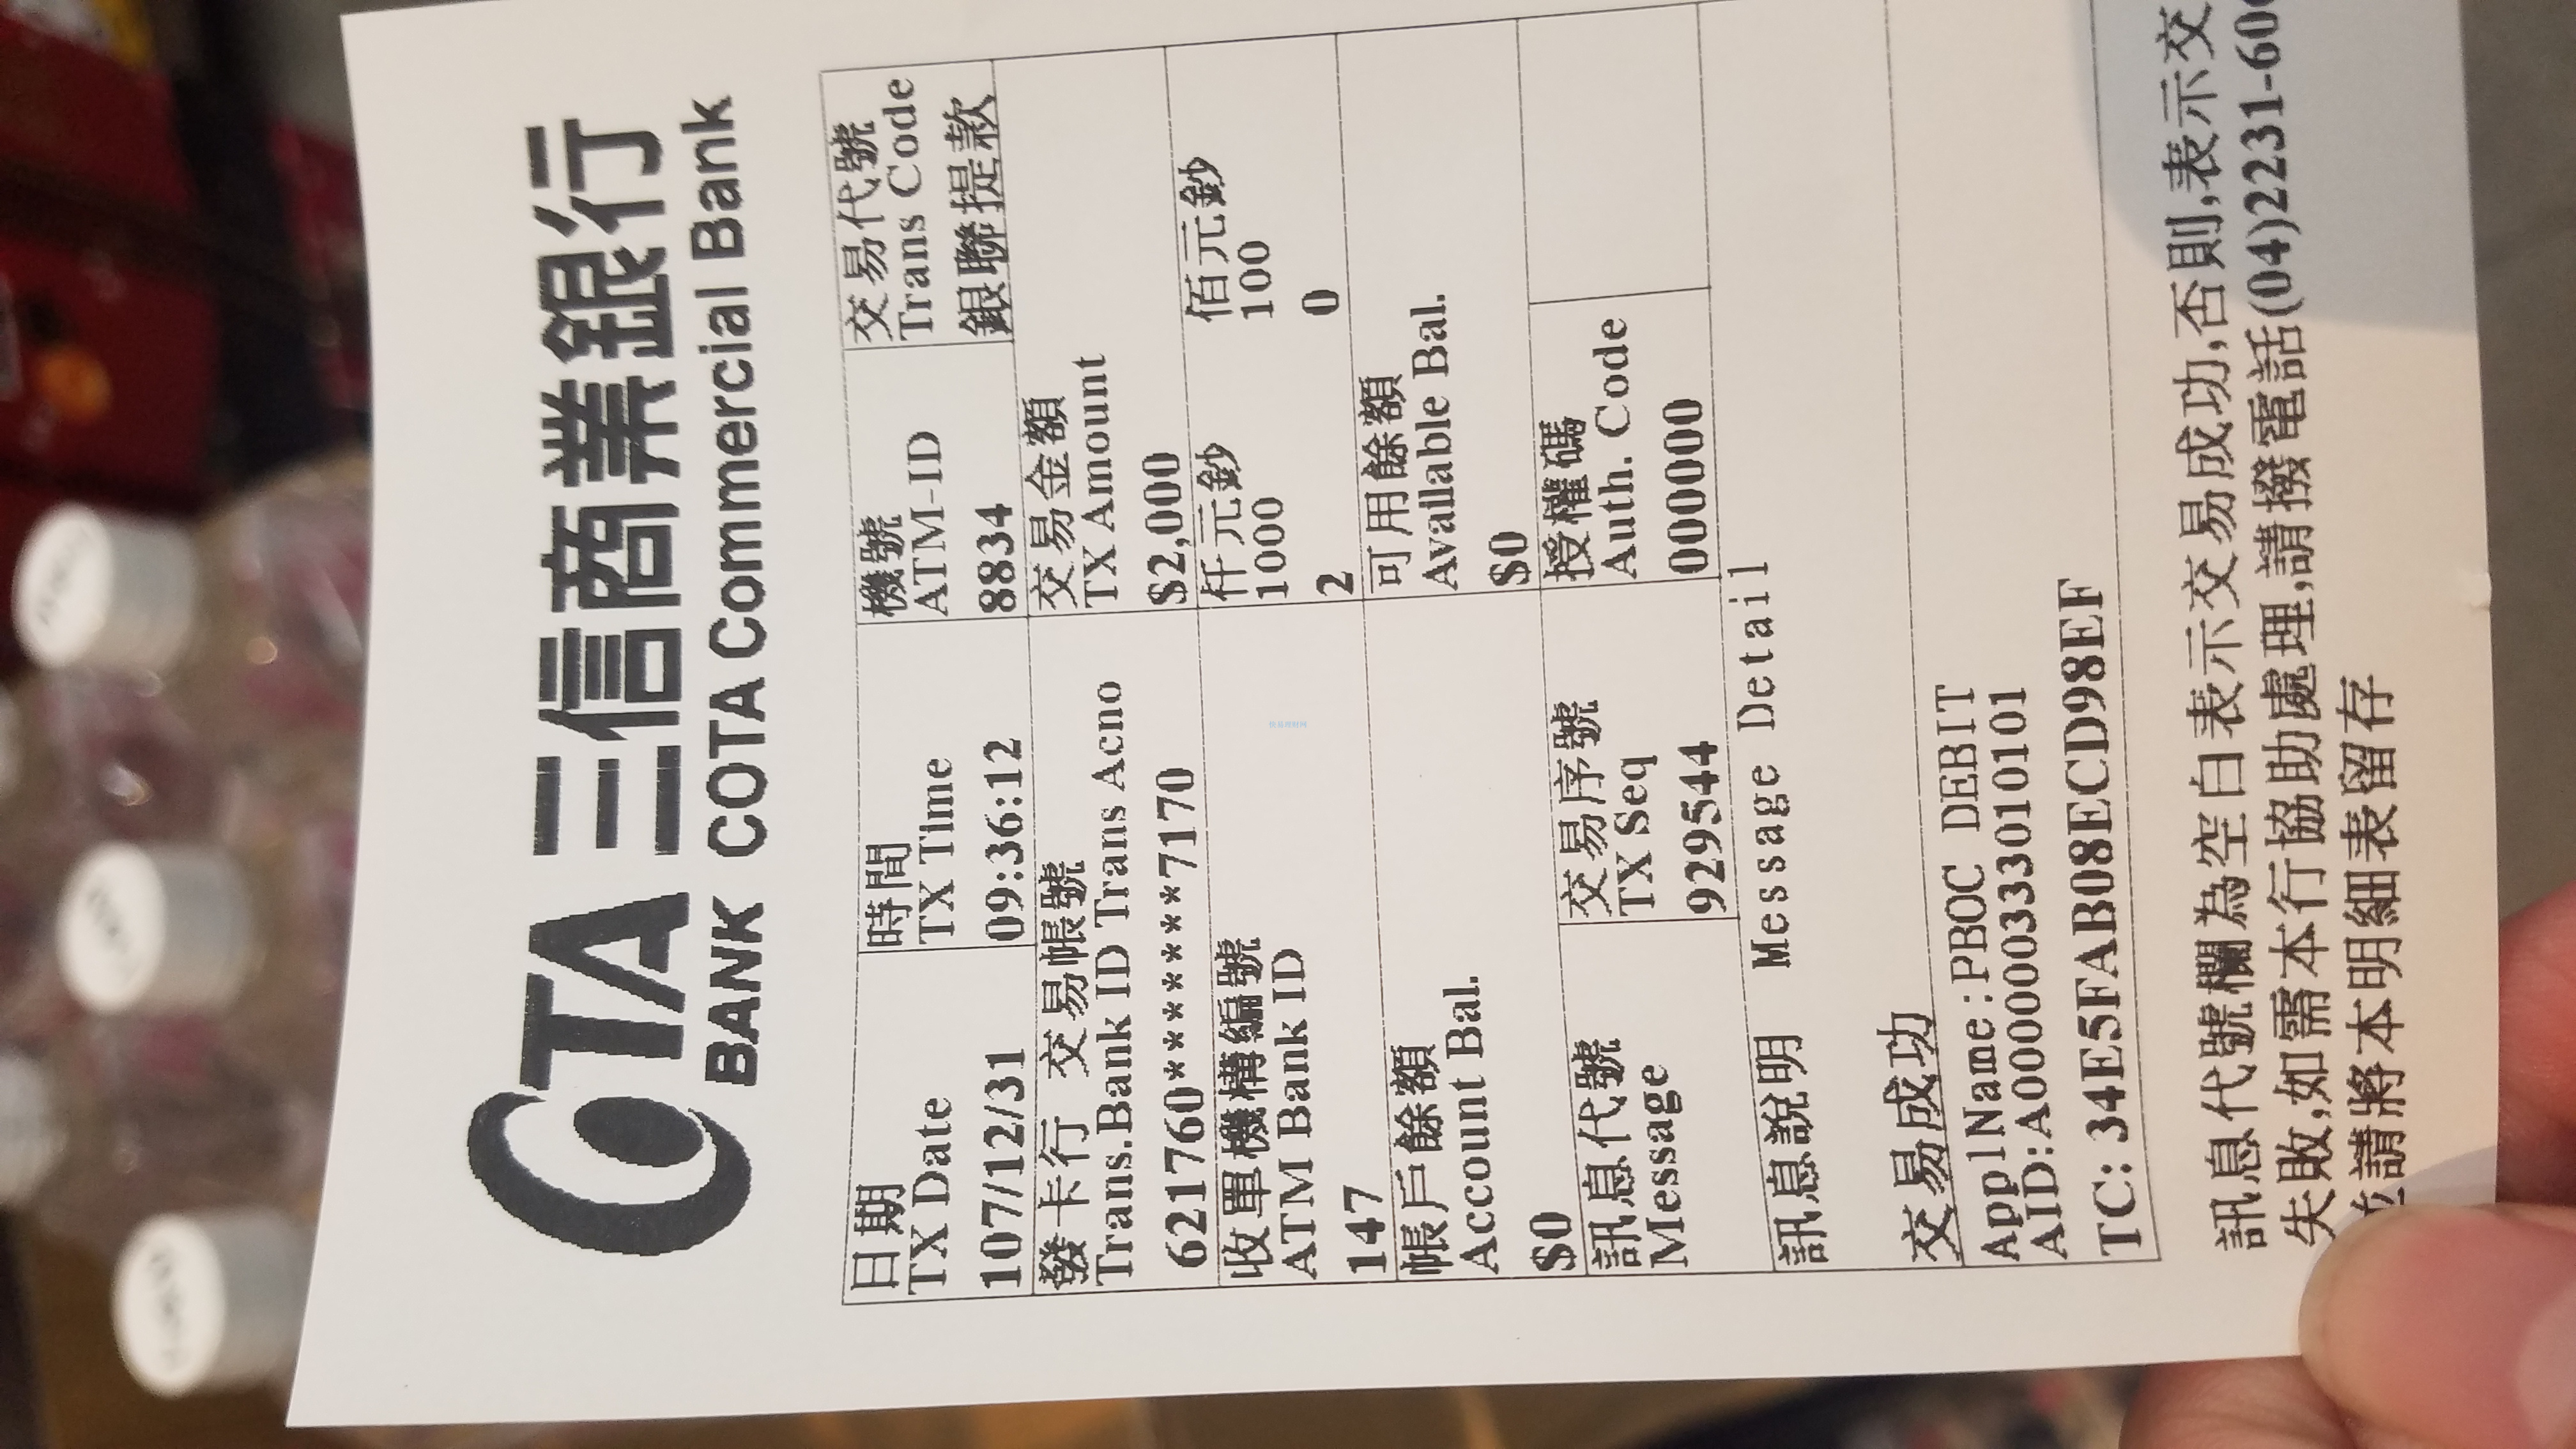 COTA 三信商業銀行
BANK COTA Commercial Bank
日期 時間 機號 交易代號
TX Date TX Time ATM-ID Trans Code
107/12/31 09:36:12 8834 銀聯提款
發卡行 交易帳號 交易金額
Trans.Bank ID Trans Acno TX Amount
621760*******7170 $2,000
收單機構編號 仟元鈔 佰元鈔
ATM Bank ID 1000 100
147 2 0
帳戶餘額 可用餘額
Account Bal. Available Bal.
$0 $0
訊息代號 交易序號 授權碼
Message TX Seq Auth. Code
929544 000000
訊息說明 Message Detail
交易成功
ApplName:PBOC DEBIT
AID:A000000333010101
TC: 34E5FAB08ECD98EF
訊息代號欄為空白表示交易成功,否則,表示交
失敗,如需本行協助處理,請撥電話(04)2231-60
並請將本明細表留存